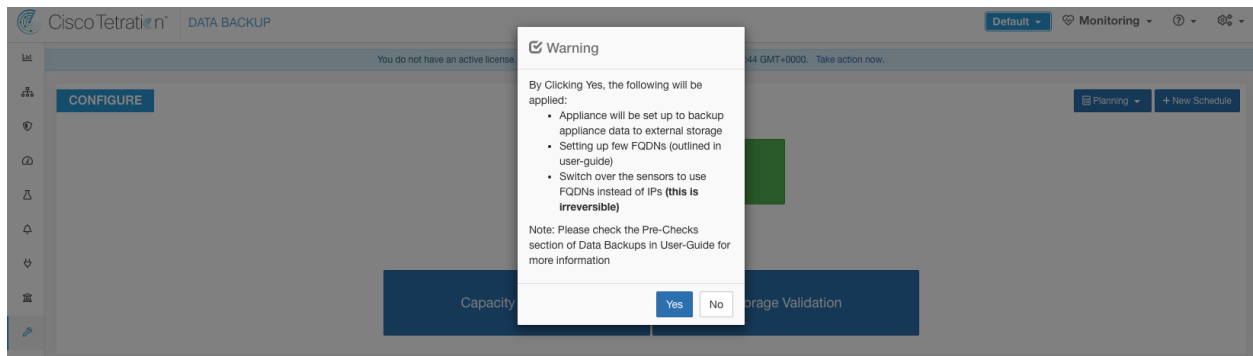 Cisco Tetration™ DATA BACKUP Default Monitoring ?
You do not have an active license. :44 GMT+0000. Take action now.
CONFIGURE Planning + New Schedule
Warning
By Clicking Yes, the following will be
applied:
• Appliance will be set up to backup
appliance data to external storage
• Setting up few FQDNs (outlined in
user-guide)
• Switch over the sensors to use
FQDNs instead of IPs (this is
irreversible)
Note: Please check the Pre-Checks
section of Data Backups in User-Guide for
more information
Yes No
Capacity orage Validation